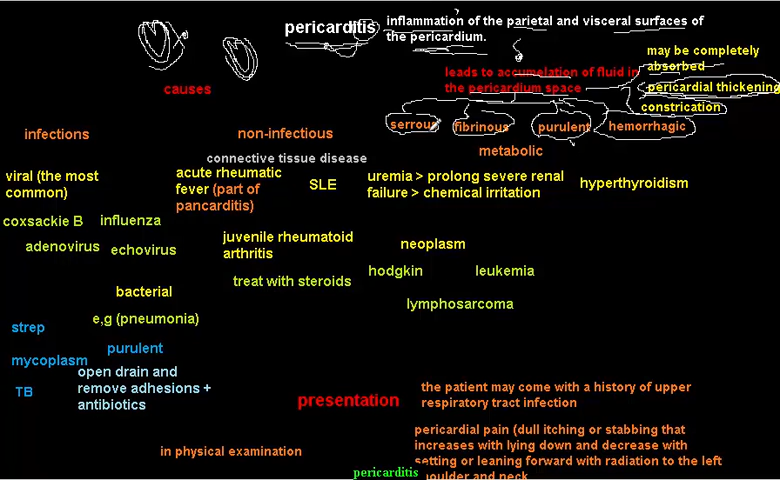 pericarditis
inflammation of the parietal and visceral surfaces of
the pericardium.
leads to accumelation of fluid in
the pericardium space
may be completely
absorbed
pericardial thickening
constrication
serrous
fibrinous
purulent
hemorrhagic
causes
infections
non-infectious
connective tissue disease
metabolic
viral (the most
common)
acute rheumatic
fever (part of
pancarditis)
SLE
uremia > prolong severe renal
failure > chemical irritation
hyperthyroidism
coxsackie B
influenza
adenovirus
echovirus
juvenile rheumatoid
arthritis
treat with steroids
neoplasm
hodgkin
leukemia
lymphosarcoma
bacterial
e,g (pneumonia)
strep
purulent
mycoplasm
TB
open drain and
remove adhesions +
antibiotics
presentation
the patient may come with a history of upper
respiratory tract infection
pericardial pain (dull itching or stabbing that
increases with lying down and decrease with
setting or leaning forward with radiation to the left
shoulder and neck
in physical examination
pericarditis